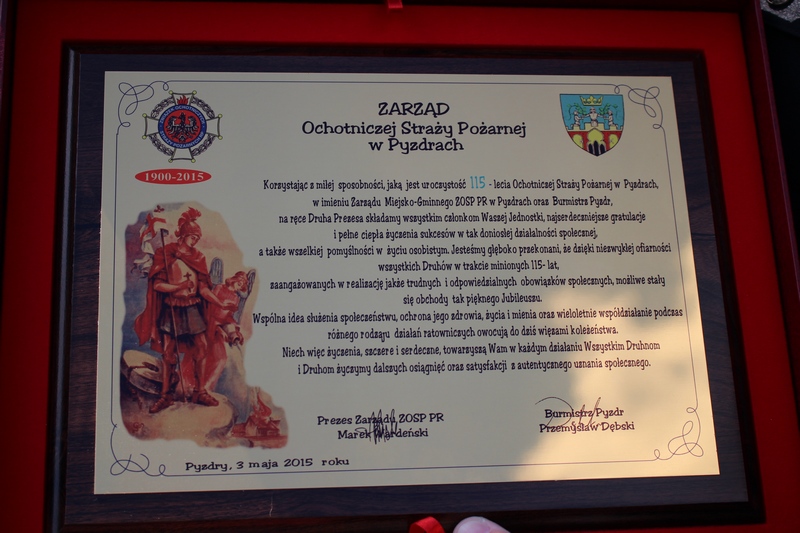 ZARZĄD
Ochotniczej Straży Pożarnej
w Pyzdrach
1900-2015
Korzystając z miłej sposobności, jaką jest uroczystość 115 - lecia Ochotniczej Straży Pożarnej w Pyzdrach,
w imieniu Zarządu Miejsko-Gminnego ZOSP PR w Pyzdrach oraz Burmistrza Pyzdr,
na ręce Druha Prezesa składamy wszystkim członkom Waszej Jednostki, najserdeczniejsze gratulacje
i pełne ciepła życzenia sukcesów w tak doniosłej działalności społecznej,
a także wszelkiej pomyślności w życiu osobistym. Jesteśmy głęboko przekonani, że dzięki niezwykłej ofiarności
wszystkich Druhów w trakcie minionych 115- lat,
zaangażowanych w realizację jakże trudnych i odpowiedzialnych obowiązków społecznych, możliwe stały
się obchody tak pięknego Jubileuszu.
Wspólna idea służenia społeczeństwu, ochrona jego zdrowia, życia i mienia oraz wieloletnie współdziałanie podczas
różnego rodzaju działań ratowniczych owocują do dziś więzami koleżeństwa.
Niech więc życzenia, szczere i serdeczne, towarzyszą Wam w każdym działaniu Wszystkim Druhnom
i Druhom życzymy dalszych osiągnięć oraz satysfakcji z autentycznego uznania społecznego.
Prezes Zarządu ZOSP PR
Marek Wardeński
Burmistrz Pyzdr
Przemysław Dębski
Pyzdry, 3 maja 2015 roku